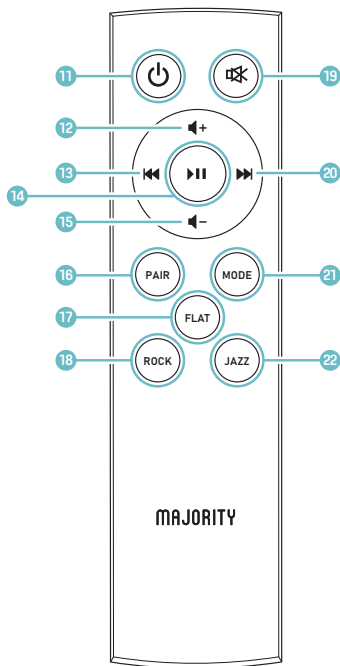 11 19
12 +
13 20
14
15 −
16 PAIR MODE 21
17 FLAT
18 ROCK JAZZ 22
MAJORITY